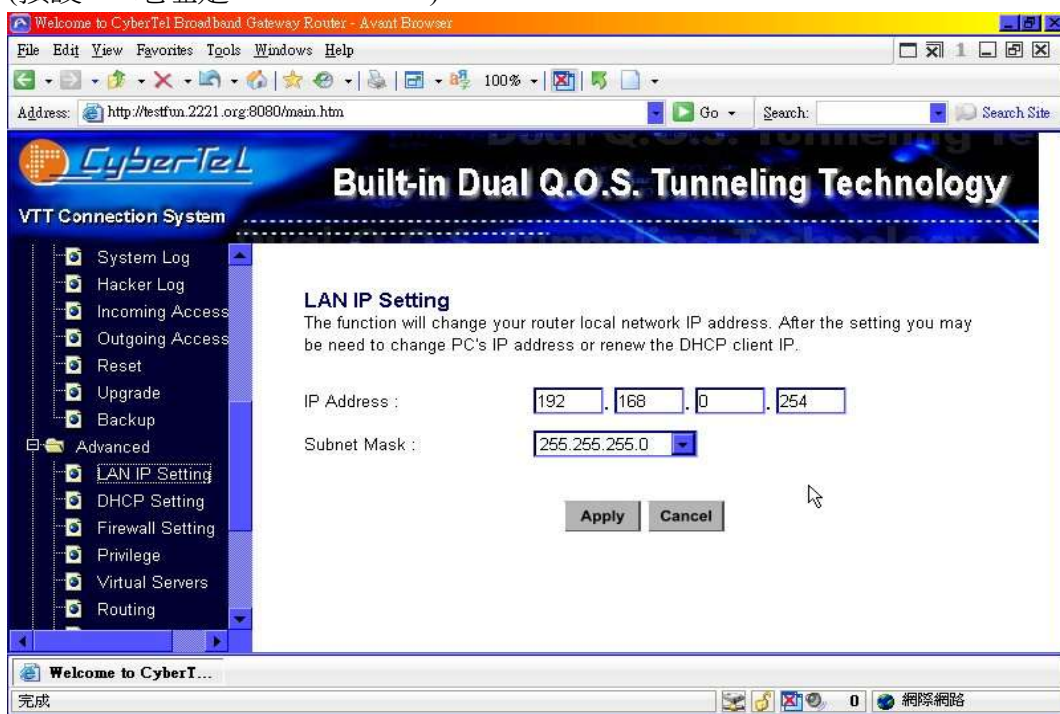 Welcome to CyberTel Broadband Gateway Router - Avant Browser
File Edit View Favorites Tools Windows Help
1
100%
Address: http://testfun.2221.org:8080/main.htm Go Search: Search Site
CyberTel
Built-in Dual Q.O.S. Tunneling Technology
VTT Connection System
System Log
Hacker Log
Incoming Access
Outgoing Access
Reset
Upgrade
Backup
Advanced
LAN IP Setting
DHCP Setting
Firewall Setting
Privilege
Virtual Servers
Routing
LAN IP Setting
The function will change your router local network IP address. After the setting you may
be need to change PC's IP address or renew the DHCP client IP.
IP Address : 192 . 168 . 0 . 254
Subnet Mask : 255.255.255.0
Apply Cancel
Welcome to CyberT...
完成 0 網際網路